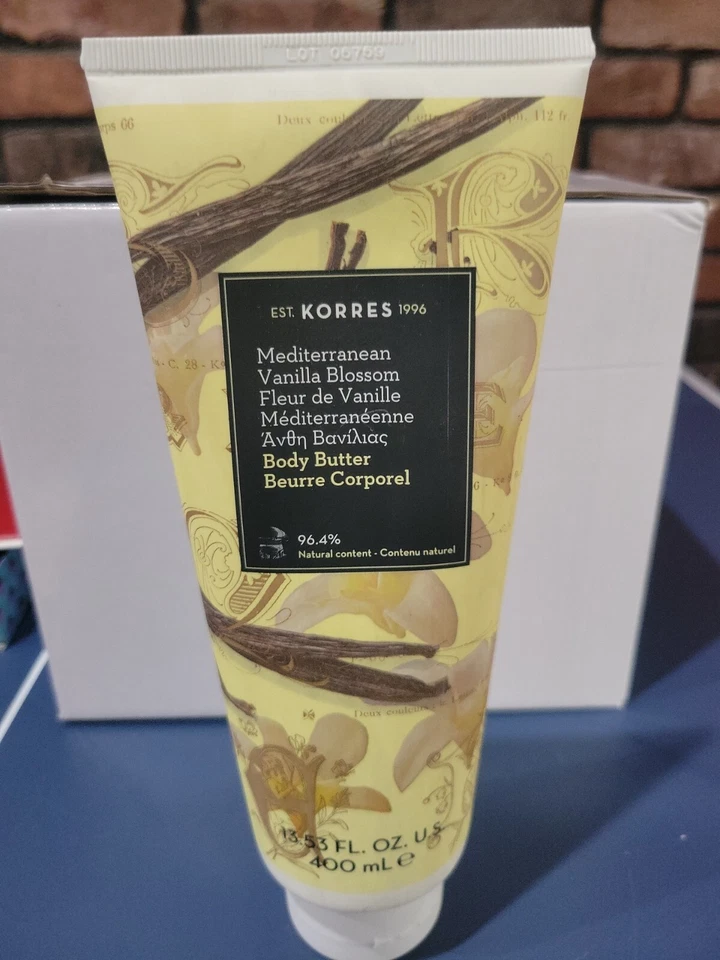 LOT 06759
EST. KORRES 1996
Mediterranean
Vanilla Blossom
Fleur de Vanille
Méditerranéenne
Άνθη Βανίλιας
Body Butter
Beurre Corporel
96.4%
Natural content - Contenu naturel
13.53 FL. OZ. U.S.
400 mL ℮